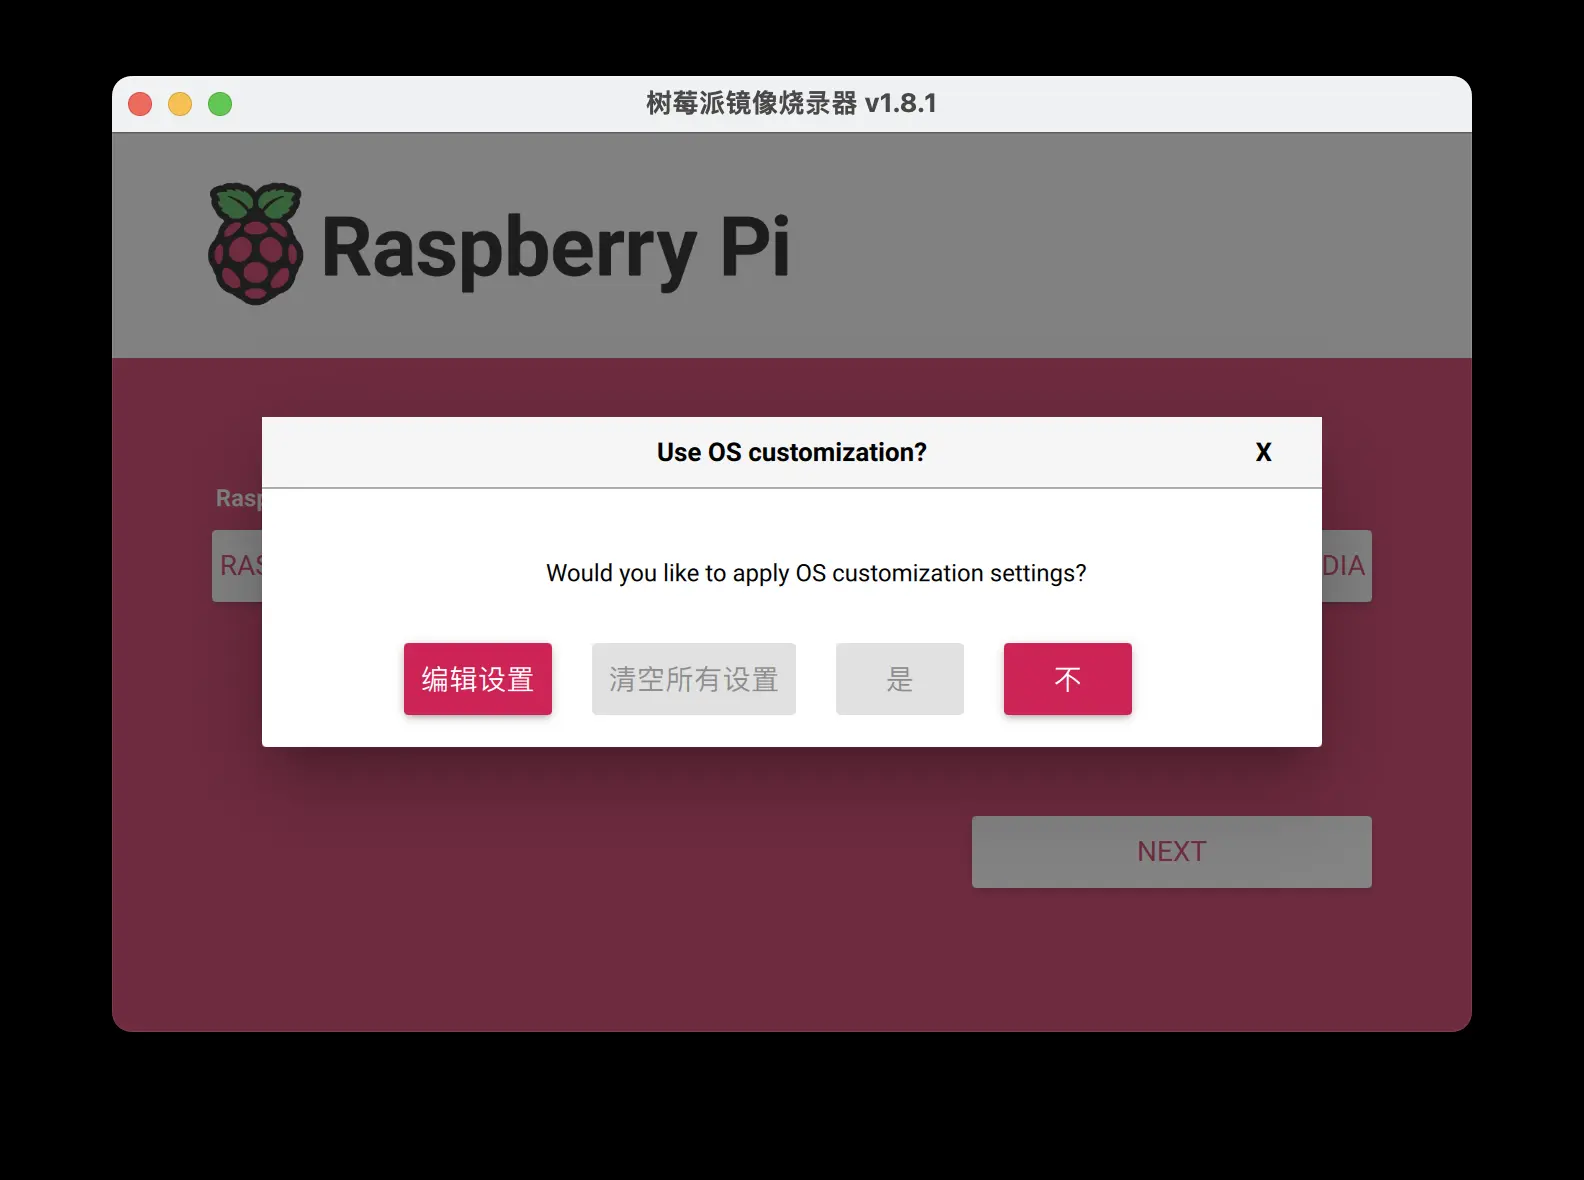 树莓派镜像烧录器 v1.8.1
Raspberry Pi
Use OS customization?
X
Rasp
RAS
DIA
Would you like to apply OS customization settings?
编辑设置
清空所有设置
是
不
NEXT